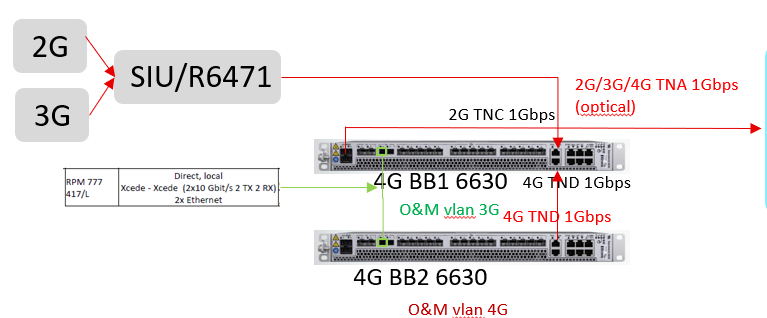 2G
SIU/R6471
3G
2G/3G/4G TNA 1Gbps
(optical)
2G TNC 1Gbps
RPM 777
417/L
Direct, local
Xcede - Xcede (2x10 Gbit/s 2 TX 2 RX)
2x Ethernet
4G BB1 6630
4G TND 1Gbps
O&M vlan 3G
4G TND 1Gbps
4G BB2 6630
O&M vlan 4G